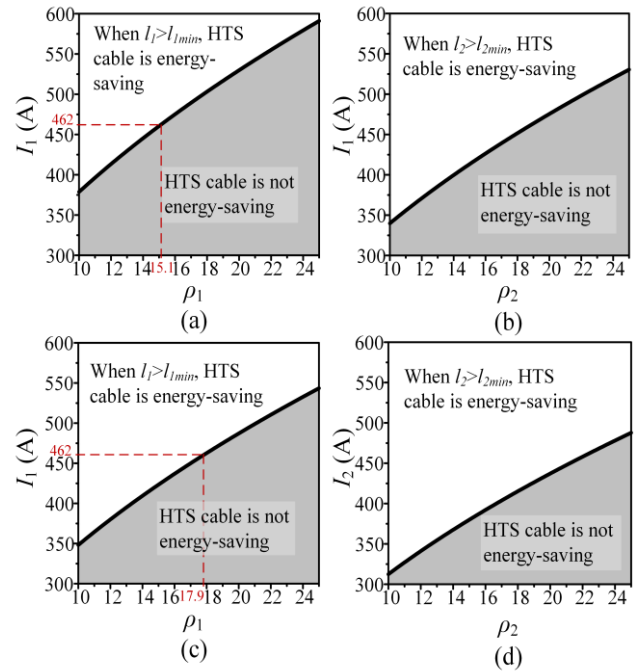 600
550
500
462
450
400
350
300
I₁ (A)
When l₁>l₁ₘᵢₙ, HTS
cable is energy-
saving
HTS cable is not
energy-saving
10 12 14 15.1 16 18 20 22 24
ρ₁
(a)
600
550
500
450
400
350
300
I₁ (A)
When l₂>l₂ₘᵢₙ, HTS
cable is energy-saving
HTS cable is not
energy-saving
10 12 14 16 18 20 22 24
ρ₂
(b)
600
550
500
462
450
400
350
300
I₁ (A)
When l₁>l₁ₘᵢₙ, HTS
cable is energy-saving
HTS cable is not
energy-saving
10 12 14 16 17.9 18 20 22 24
ρ₁
(c)
600
550
500
450
400
350
300
I₂ (A)
When l₂>l₂ₘᵢₙ, HTS
cable is energy-saving
HTS cable is not
energy-saving
10 12 14 16 18 20 22 24
ρ₂
(d)